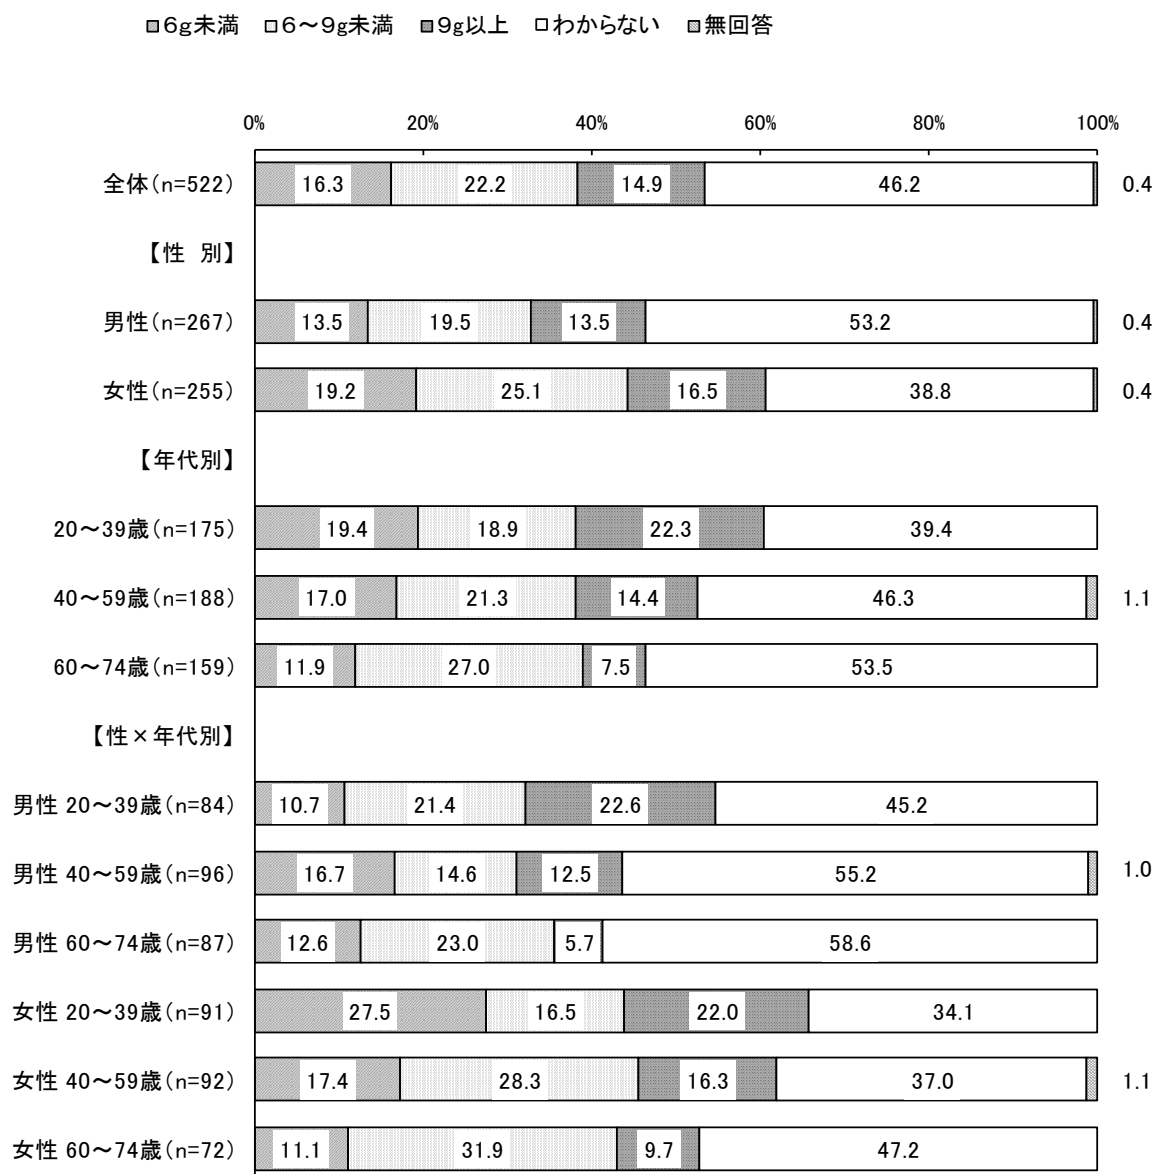 6g未満 6～9g未満 9g以上 わからない 無回答
0% 20% 40% 60% 80% 100%
全体(n=522) 16.3 22.2 14.9 46.2 0.4
【性 別】
男性(n=267) 13.5 19.5 13.5 53.2 0.4
女性(n=255) 19.2 25.1 16.5 38.8 0.4
【年代別】
20～39歳(n=175) 19.4 18.9 22.3 39.4
40～59歳(n=188) 17.0 21.3 14.4 46.3 1.1
60～74歳(n=159) 11.9 27.0 7.5 53.5
【性×年代別】
男性 20～39歳(n=84) 10.7 21.4 22.6 45.2
男性 40～59歳(n=96) 16.7 14.6 12.5 55.2 1.0
男性 60～74歳(n=87) 12.6 23.0 5.7 58.6
女性 20～39歳(n=91) 27.5 16.5 22.0 34.1
女性 40～59歳(n=92) 17.4 28.3 16.3 37.0 1.1
女性 60～74歳(n=72) 11.1 31.9 9.7 47.2